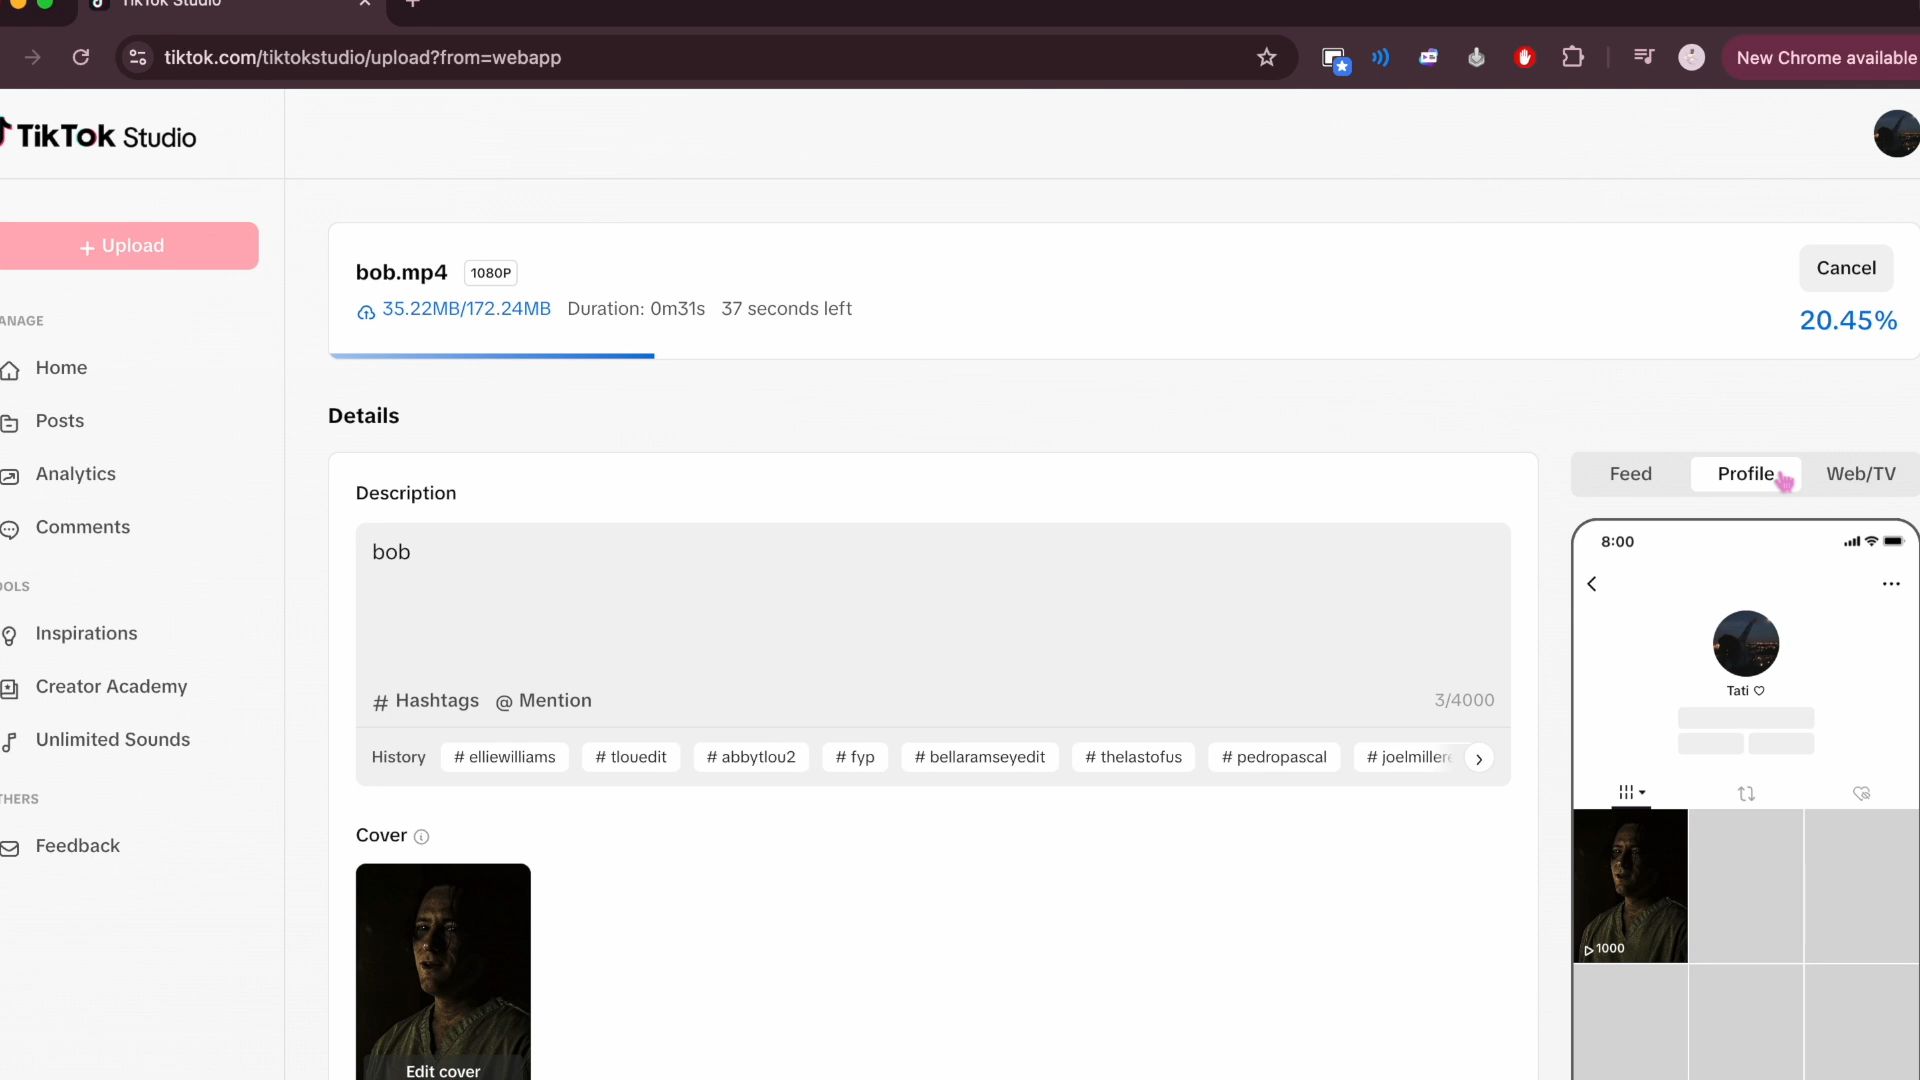 TikTok Studio
tiktok.com/tiktokstudio/upload?from=webapp
New Chrome available
TikTok Studio
+ Upload
ANAGE
Home
Posts
Analytics
Comments
OOLS
Inspirations
Creator Academy
Unlimited Sounds
THERS
Feedback
bob.mp4 1080P
35.22MB/172.24MB Duration: 0m31s 37 seconds left
Cancel
20.45%
Details
Description
bob
# Hashtags @ Mention 3/4000
History # elliewilliams # tlouedit # abbytlou2 # fyp # bellaramseyedit # thelastofus # pedropascal # joelmillere
Cover
Edit cover
Feed Profile Web/TV
8:00
Tati ♡
1000